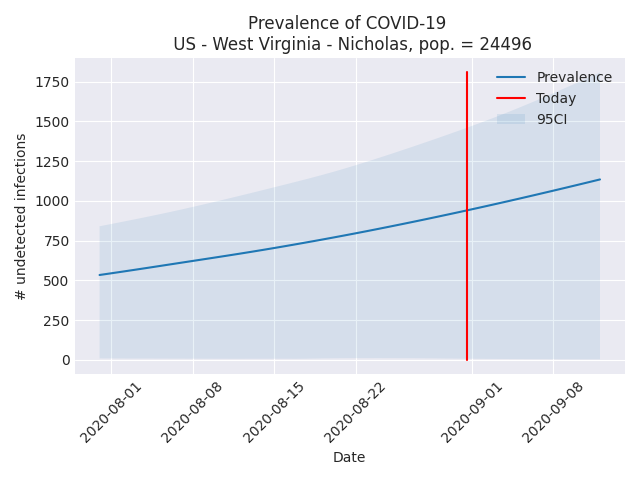 Prevalence of COVID-19
US - West Virginia - Nicholas, pop. = 24496
Prevalence
Today
95CI
# undetected infections
1750
1500
1250
1000
750
500
250
0
2020-08-01
2020-08-08
2020-08-15
2020-08-22
2020-09-01
2020-09-08
Date